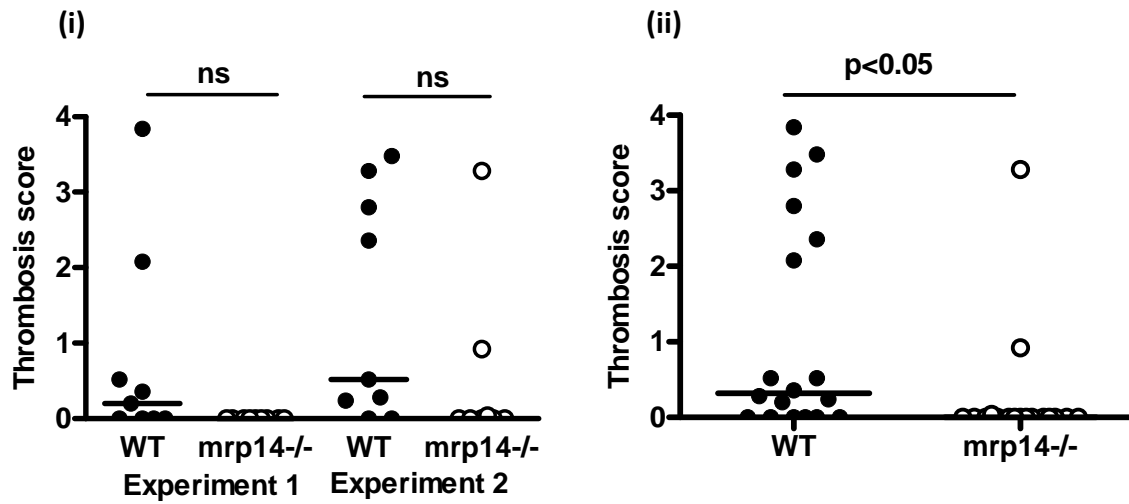 (i)
ns
ns
Thrombosis score
4
3
2
1
0
WT
mrp14-/-
WT
mrp14-/-
Experiment 1
Experiment 2
(ii)
p<0.05
Thrombosis score
4
3
2
1
0
WT
mrp14-/-